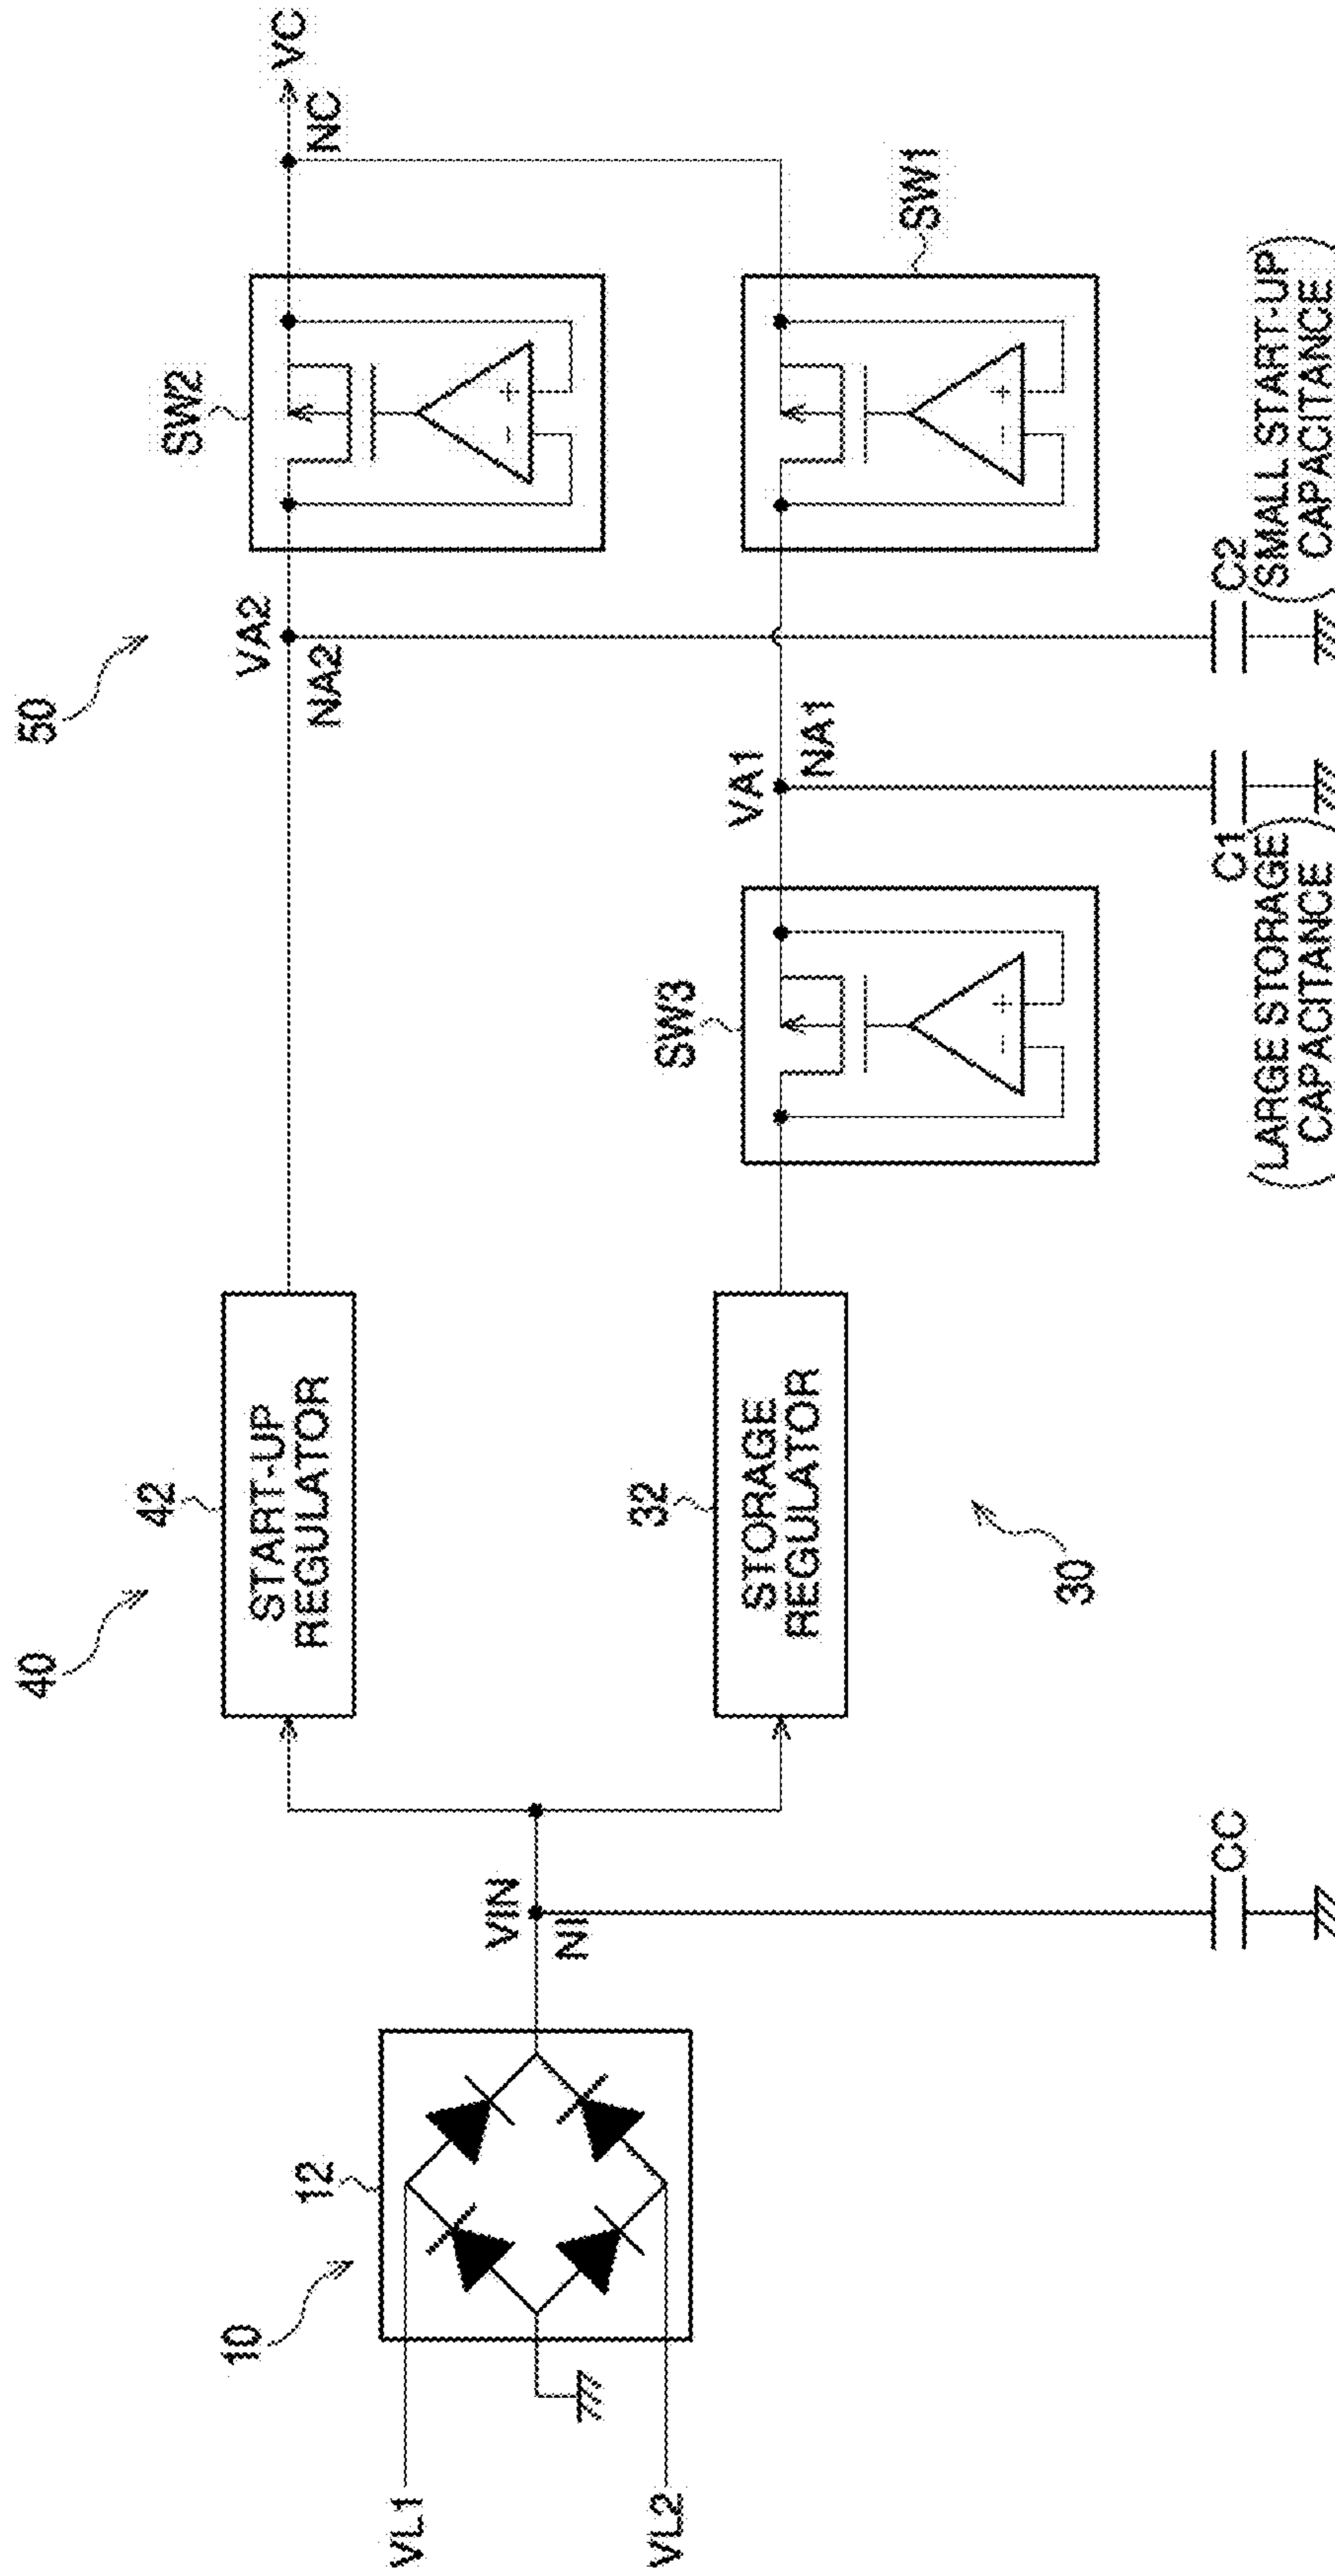 10
12
VL1
VL2
VIN
NI
CC
40
42
START-UP
REGULATOR
STORAGE
REGULATOR
32
30
50
SW3
VA1
NA1
VA2
NA2
SW2
SW1
NC
VC
- +
- +
- +
C1
(LARGE STORAGE
CAPACITANCE)
C2
(SMALL START-UP
CAPACITANCE)